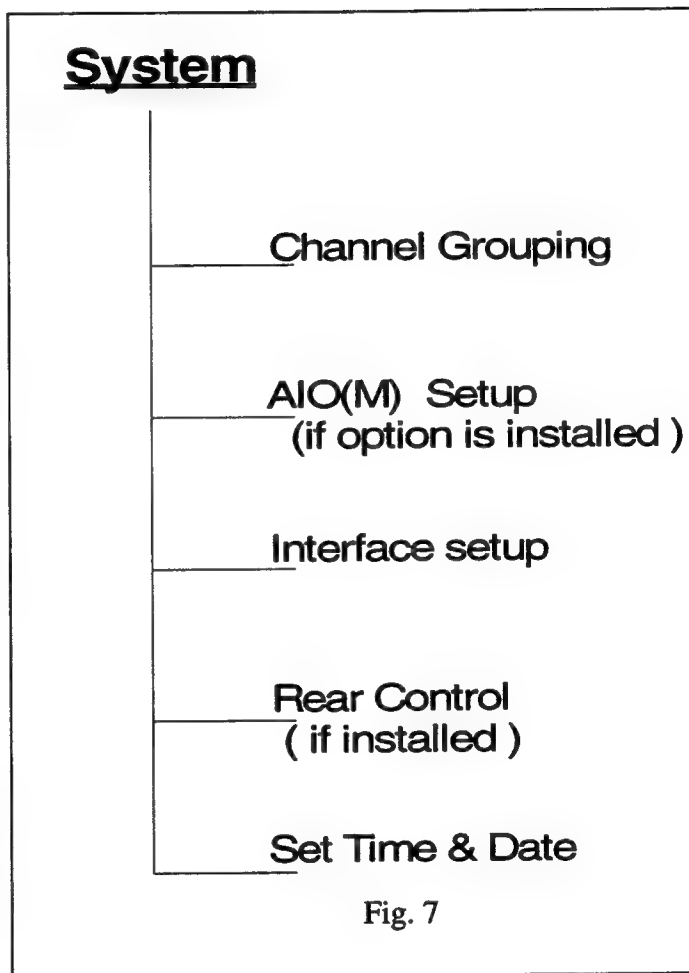 System
Channel Grouping
AIO(M) Setup
(if option is installed )
Interface setup
Rear Control
( if installed )
Set Time & Date
Fig. 7